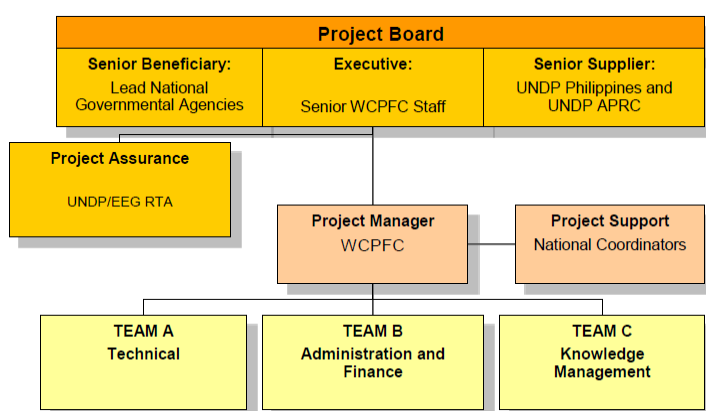 Project Board
Senior Beneficiary:
Lead National
Governmental Agencies
Executive:
Senior WCPFC Staff
Senior Supplier:
UNDP Philippines and
UNDP APRC
Project Assurance
UNDP/EEG RTA
Project Manager
WCPFC
Project Support
National Coordinators
TEAM A
Technical
TEAM B
Administration and
Finance
TEAM C
Knowledge
Management